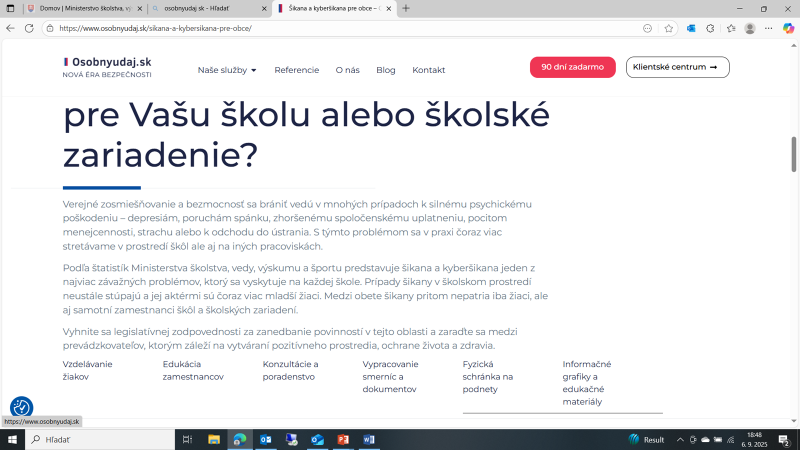 Domov | Ministerstvo školstva, vý
osobnyudaj.sk - Hľadať
Šikana a kyberšikana pre obce –
https://www.osobnyudaj.sk/sikana-a-kybersikana-pre-obce/
Osobnyudaj.sk
NOVÁ ÉRA BEZPEČNOSTI
Naše služby
Referencie
O nás
Blog
Kontakt
90 dní zadarmo
Klientské centrum
pre Vašu školu alebo školské
zariadenie?
Verejné zosmiešňovanie a bezmocnosť sa brániť vedú v mnohých prípadoch k silnému psychickému
poškodeniu – depresiám, poruchám spánku, zhoršenému spoločenskému uplatneniu, pocitom
menejcennosti, strachu alebo k odchodu do ústrania. S týmto problémom sa v praxi čoraz viac
stretávame v prostredí škôl ale aj na iných pracoviskách.
Podľa štatistík Ministerstva školstva, vedy, výskumu a športu predstavuje šikana a kyberšikana jeden z
najviac závažných problémov, ktorý sa vyskytuje na každej škole. Prípady šikany v školskom prostredí
neustále stúpajú a jej aktérmi sú čoraz viac mladší žiaci. Medzi obete šikany pritom nepatria iba žiaci, ale
aj samotní zamestnanci škôl a školských zariadení.
Vyhnite sa legislatívnej zodpovednosti za zanedbanie povinností v tejto oblasti a zaraďte sa medzi
prevádzkovateľov, ktorým záleží na vytváraní pozitívneho prostredia, ochrane života a zdravia.
Vzdelávanie
žiakov
Edukácia
zamestnancov
Konzultácie a
poradenstvo
Vypracovanie
smerníc a
dokumentov
Fyzická
schránka na
podnety
Informačné
grafiky a
edukačné
materiály
https://www.osobnyudaj.sk
Hľadať
Result
18:48
6. 9. 2025
2